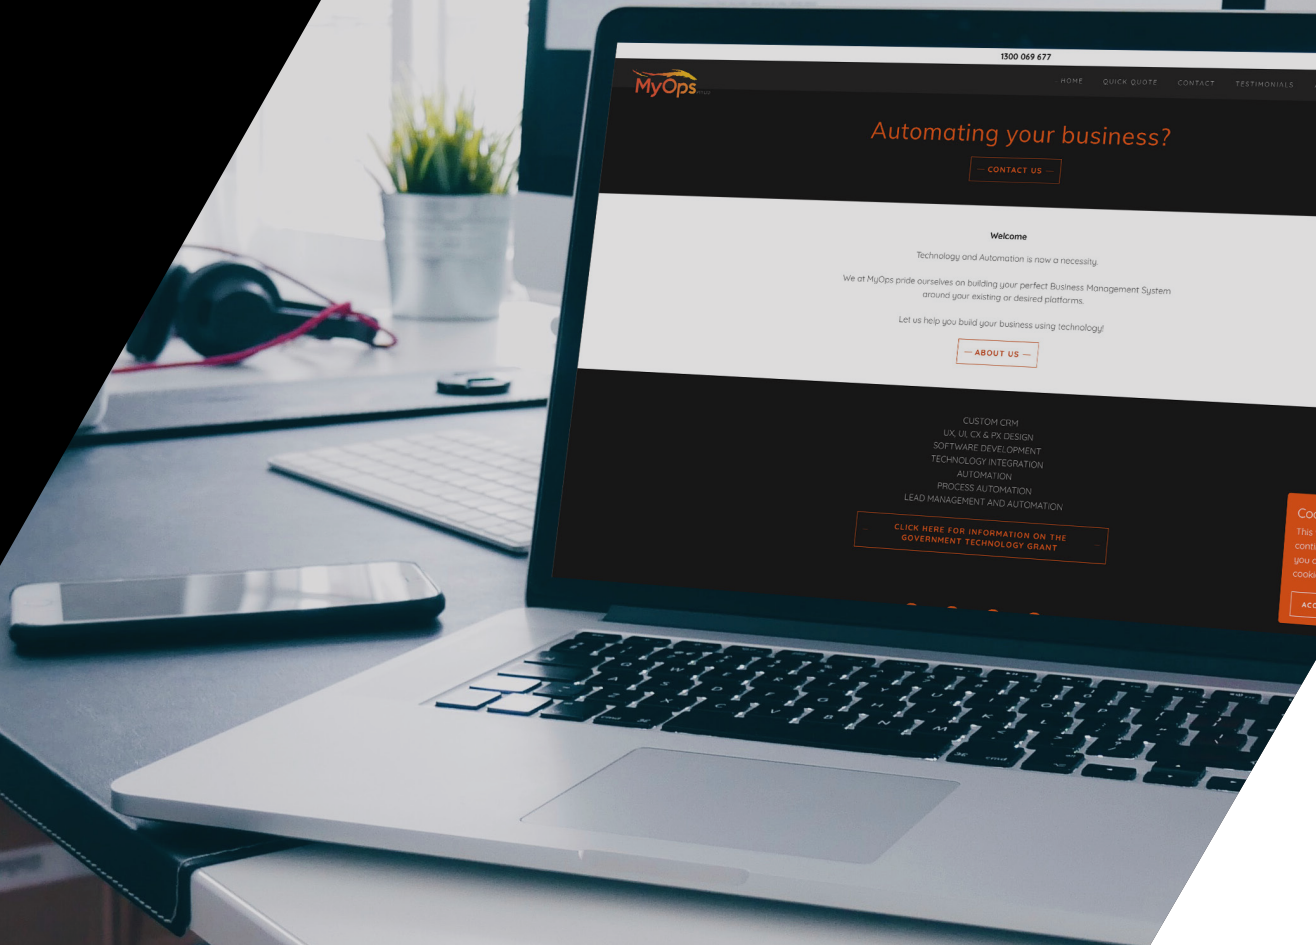 1300 069 677
MyOps
HOME QUICK QUOTE CONTACT TESTIMONIALS
Automating your business?
— CONTACT US —
Welcome
Technology and Automation is now a necessity.
We at MyOps pride ourselves on building your perfect Business Management System
around your existing or desired platforms.
Let us help you build your business using technology!
— ABOUT US —
CUSTOM CRM
UX, UI, CX & PX DESIGN
SOFTWARE DEVELOPMENT
TECHNOLOGY INTEGRATION
AUTOMATION
PROCESS AUTOMATION
LEAD MANAGEMENT AND AUTOMATION
CLICK HERE FOR INFORMATION ON THE
GOVERNMENT TECHNOLOGY GRANT
This